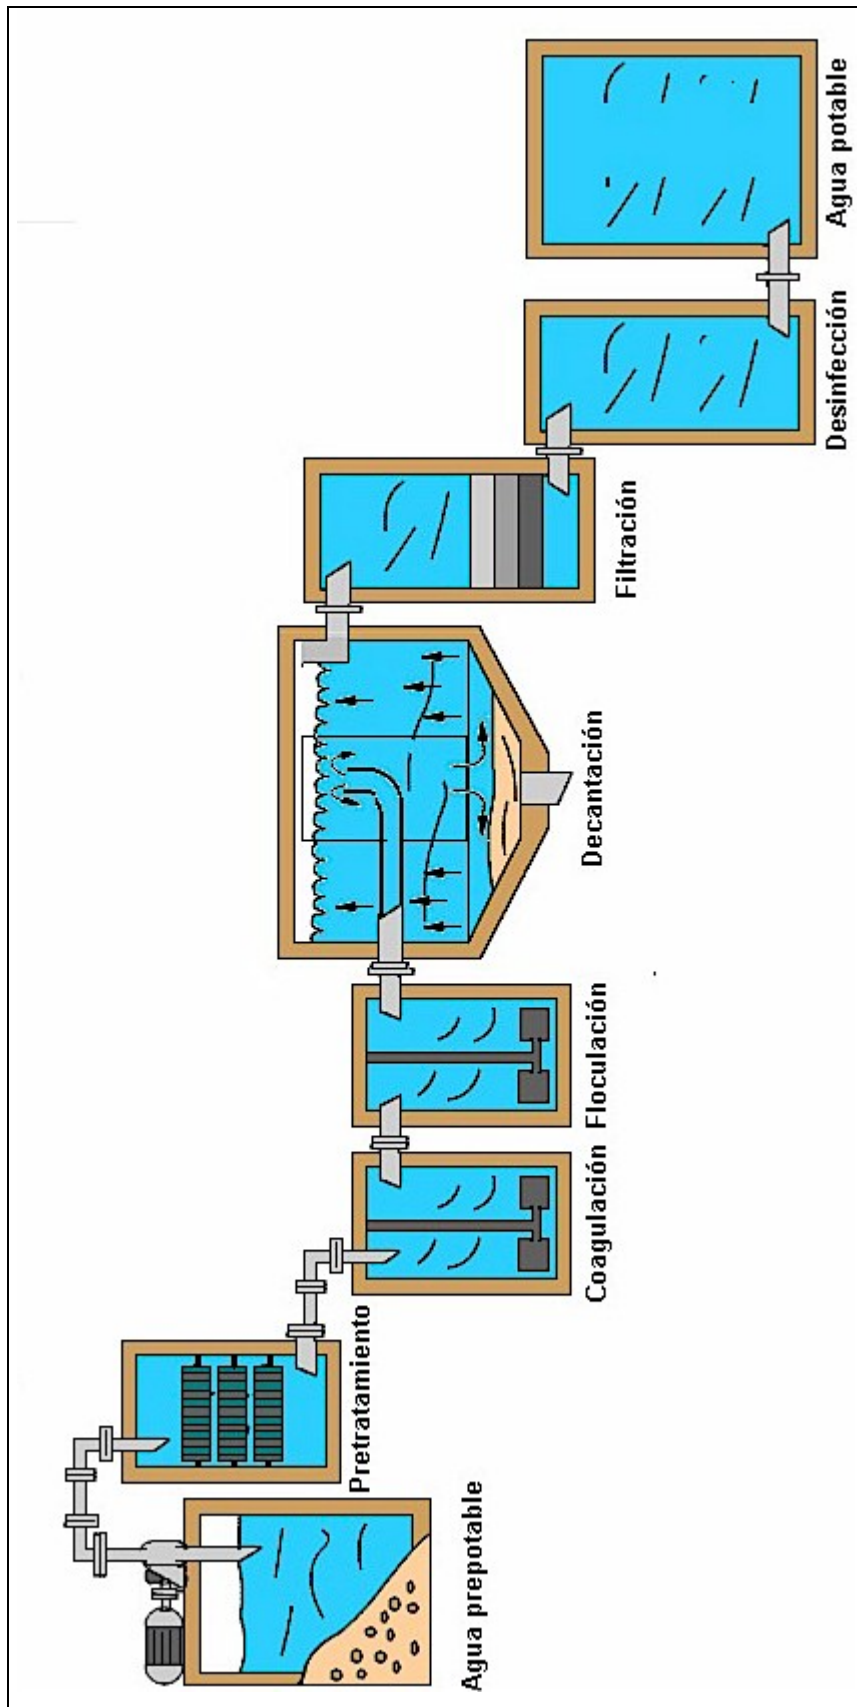 Agua prepotable
Pretratamiento
Coagulación
Floculación
Decantación
Filtración
Desinfección
Agua potable